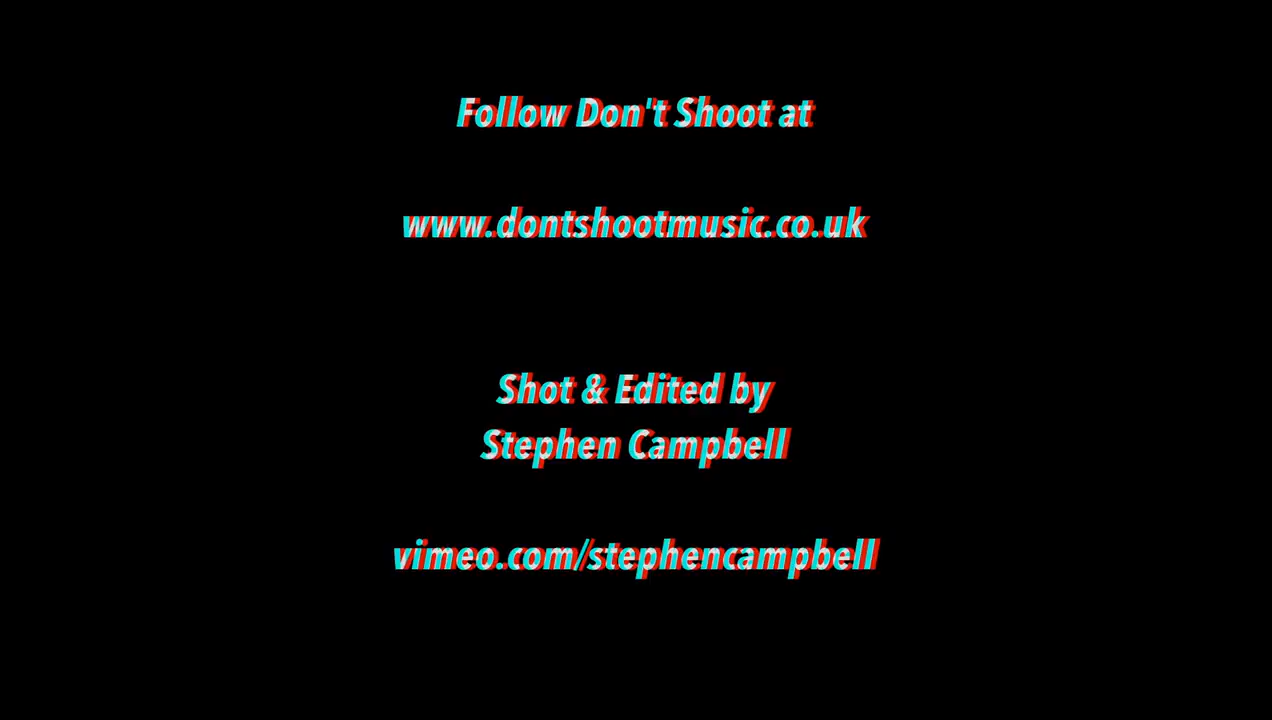 Follow Don't Shoot at
www.dontshootmusic.co.uk
Shot & Edited by
Stephen Campbell
vimeo.com/stephencampbell